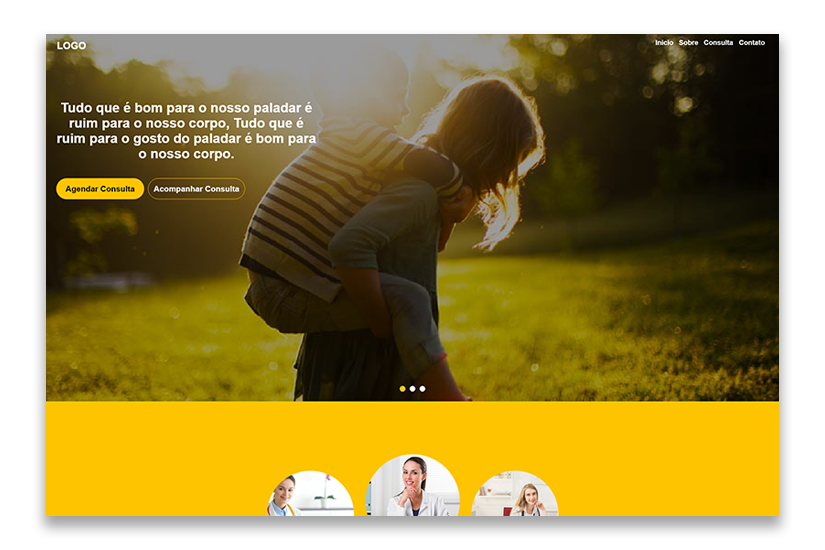 LOGO
Inicio Sobre Consulta Contato
Tudo que é bom para o nosso paladar é
ruim para o nosso corpo, Tudo que é
ruim para o gosto do paladar é bom para
o nosso corpo.
Agendar Consulta Acompanhar Consulta